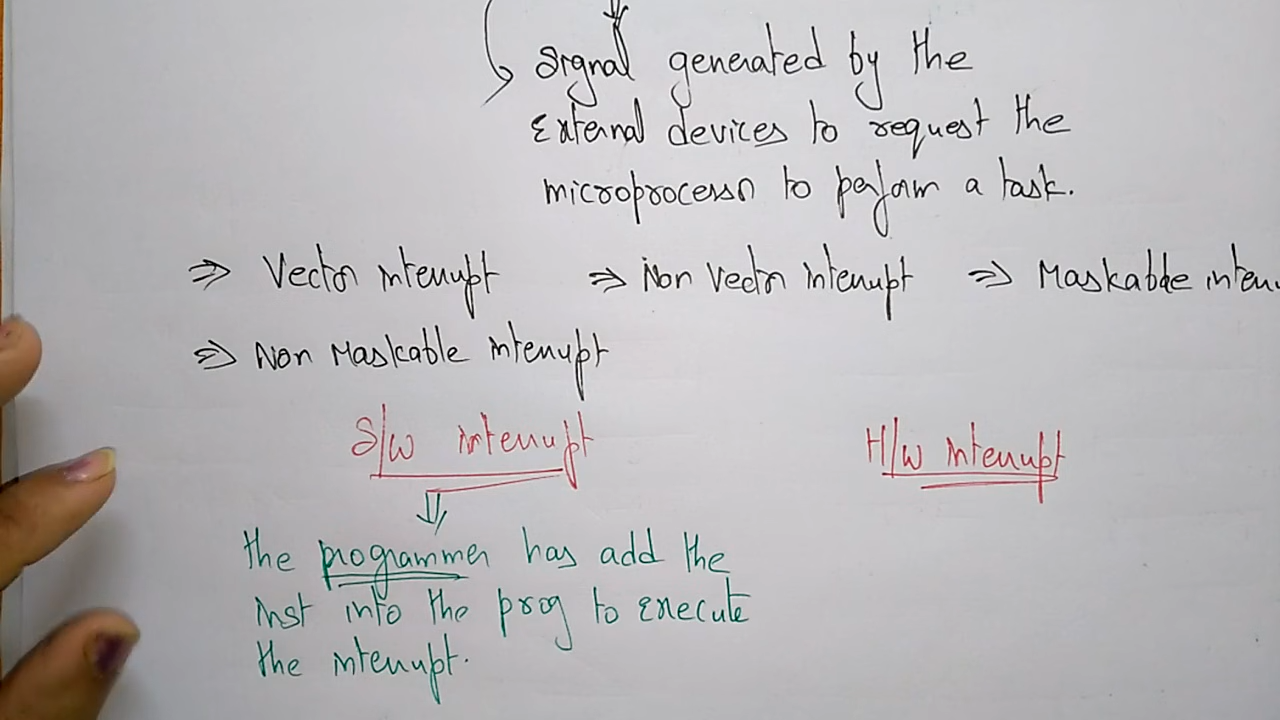 Signal generated by the
External devices to request the
microprocessor to perform a task.
⇒ Vector interrupt ⇒ Non Vector interrupt ⇒ Maskable interr
⇒ Non Maskable interrupt
S/w interrupt H/w interrupt
the programmer has add the
inst into the prog to execute
the interrupt.